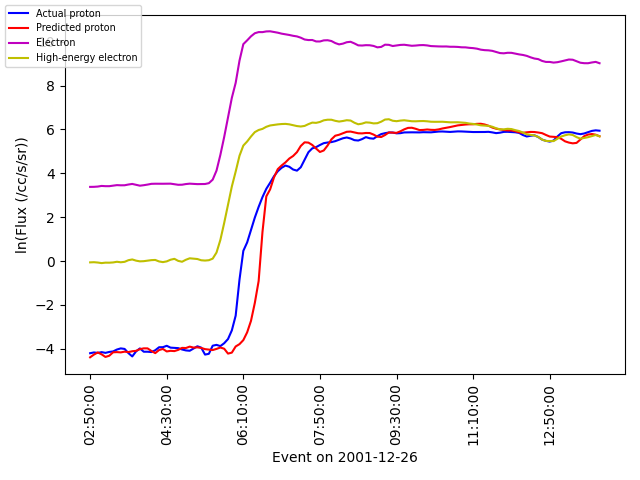 Actual proton
Predicted proton
Electron
High-energy electron
8
6
4
2
0
−2
−4
ln(Flux (/cc/s/sr))
02:50:00
04:30:00
06:10:00
07:50:00
09:30:00
11:10:00
12:50:00
Event on 2001-12-26